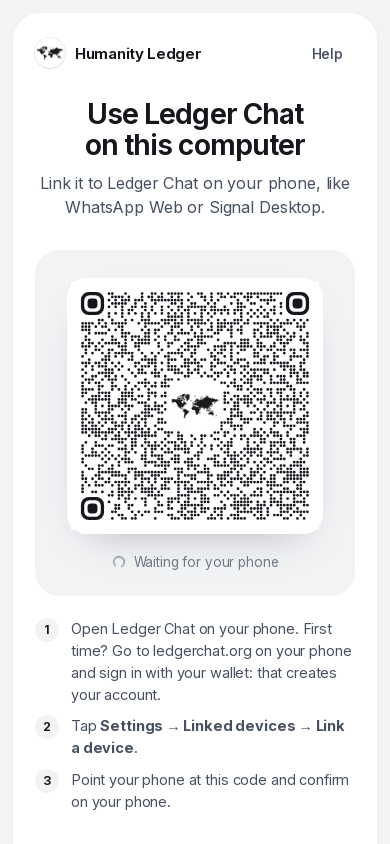 Humanity Ledger
Help
Use Ledger Chat
on this computer
Link it to Ledger Chat on your phone, like
WhatsApp Web or Signal Desktop.
Waiting for your phone
1 Open Ledger Chat on your phone. First
time? Go to ledgerchat.org on your phone
and sign in with your wallet: that creates
your account.
2 Tap Settings → Linked devices → Link
a device.
3 Point your phone at this code and confirm
on your phone.